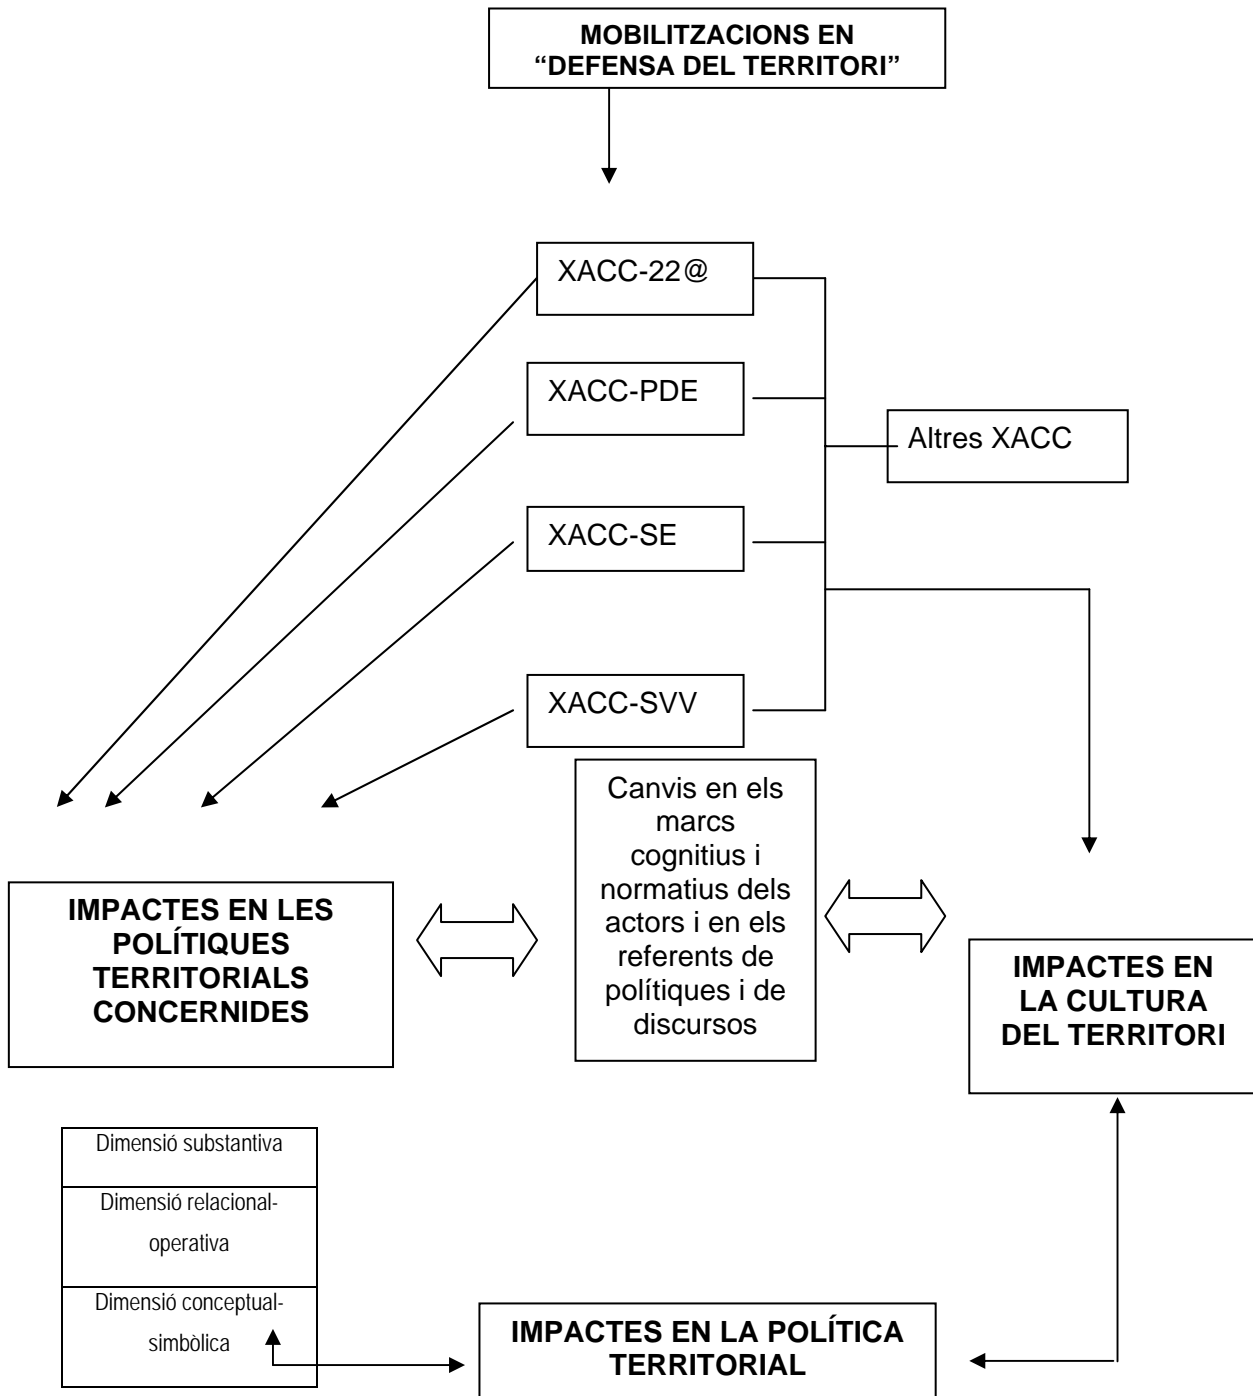 MOBILITZACIONS EN
“DEFENSA DEL TERRITORI”
XACC-22@
XACC-PDE
Altres XACC
XACC-SE
XACC-SVV
Canvis en els
marcs
cognitius i
normatius dels
actors i en els
referents de
polítiques i de
discursos
IMPACTES EN LES
POLÍTIQUES
TERRITORIALS
CONCERNIDES
IMPACTES EN
LA CULTURA
DEL TERRITORI
Dimensió substantiva
Dimensió relacional-
operativa
Dimensió conceptual-
simbòlica
IMPACTES EN LA POLÍTICA
TERRITORIAL